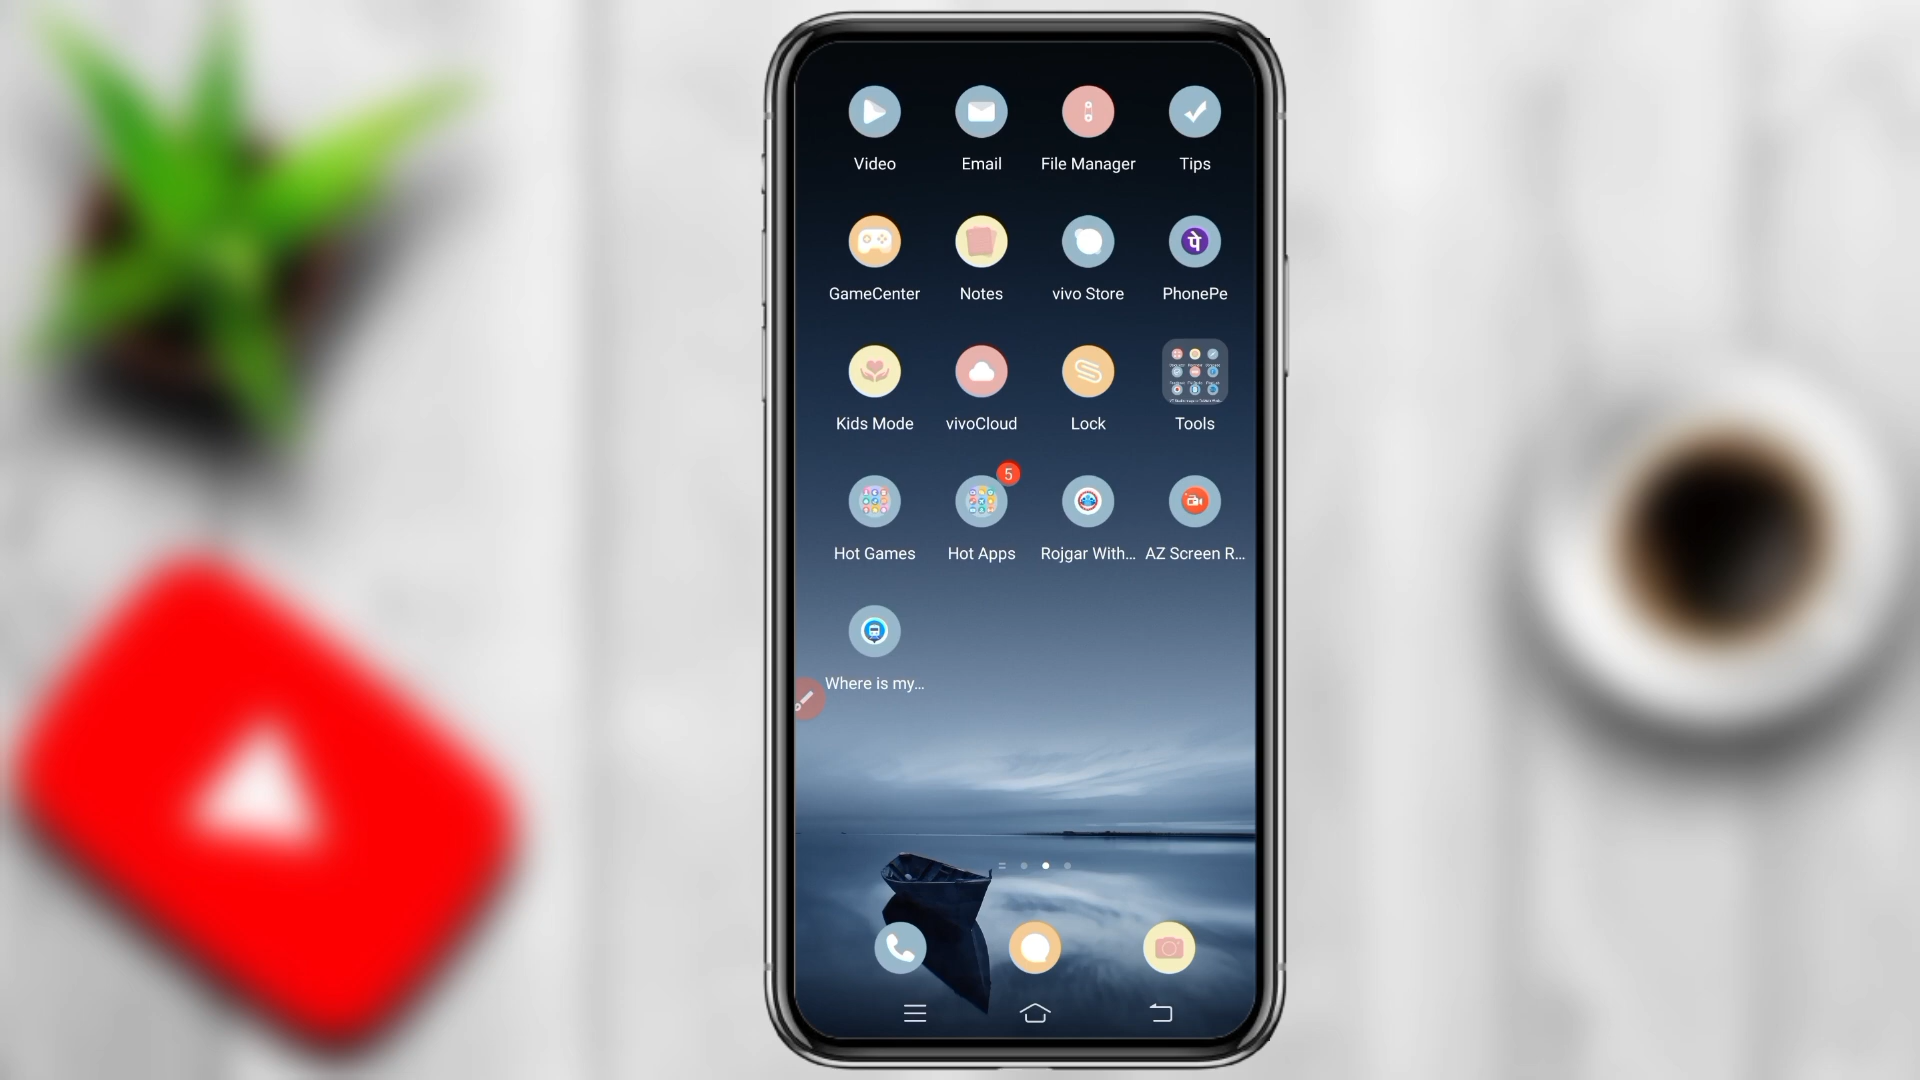 Video Email File Manager Tips
GameCenter Notes vivo Store पे PhonePe
Kids Mode vivoCloud Lock Tools
5
Hot Games Hot Apps Rojgar With... AZ Screen R...
Where is my...